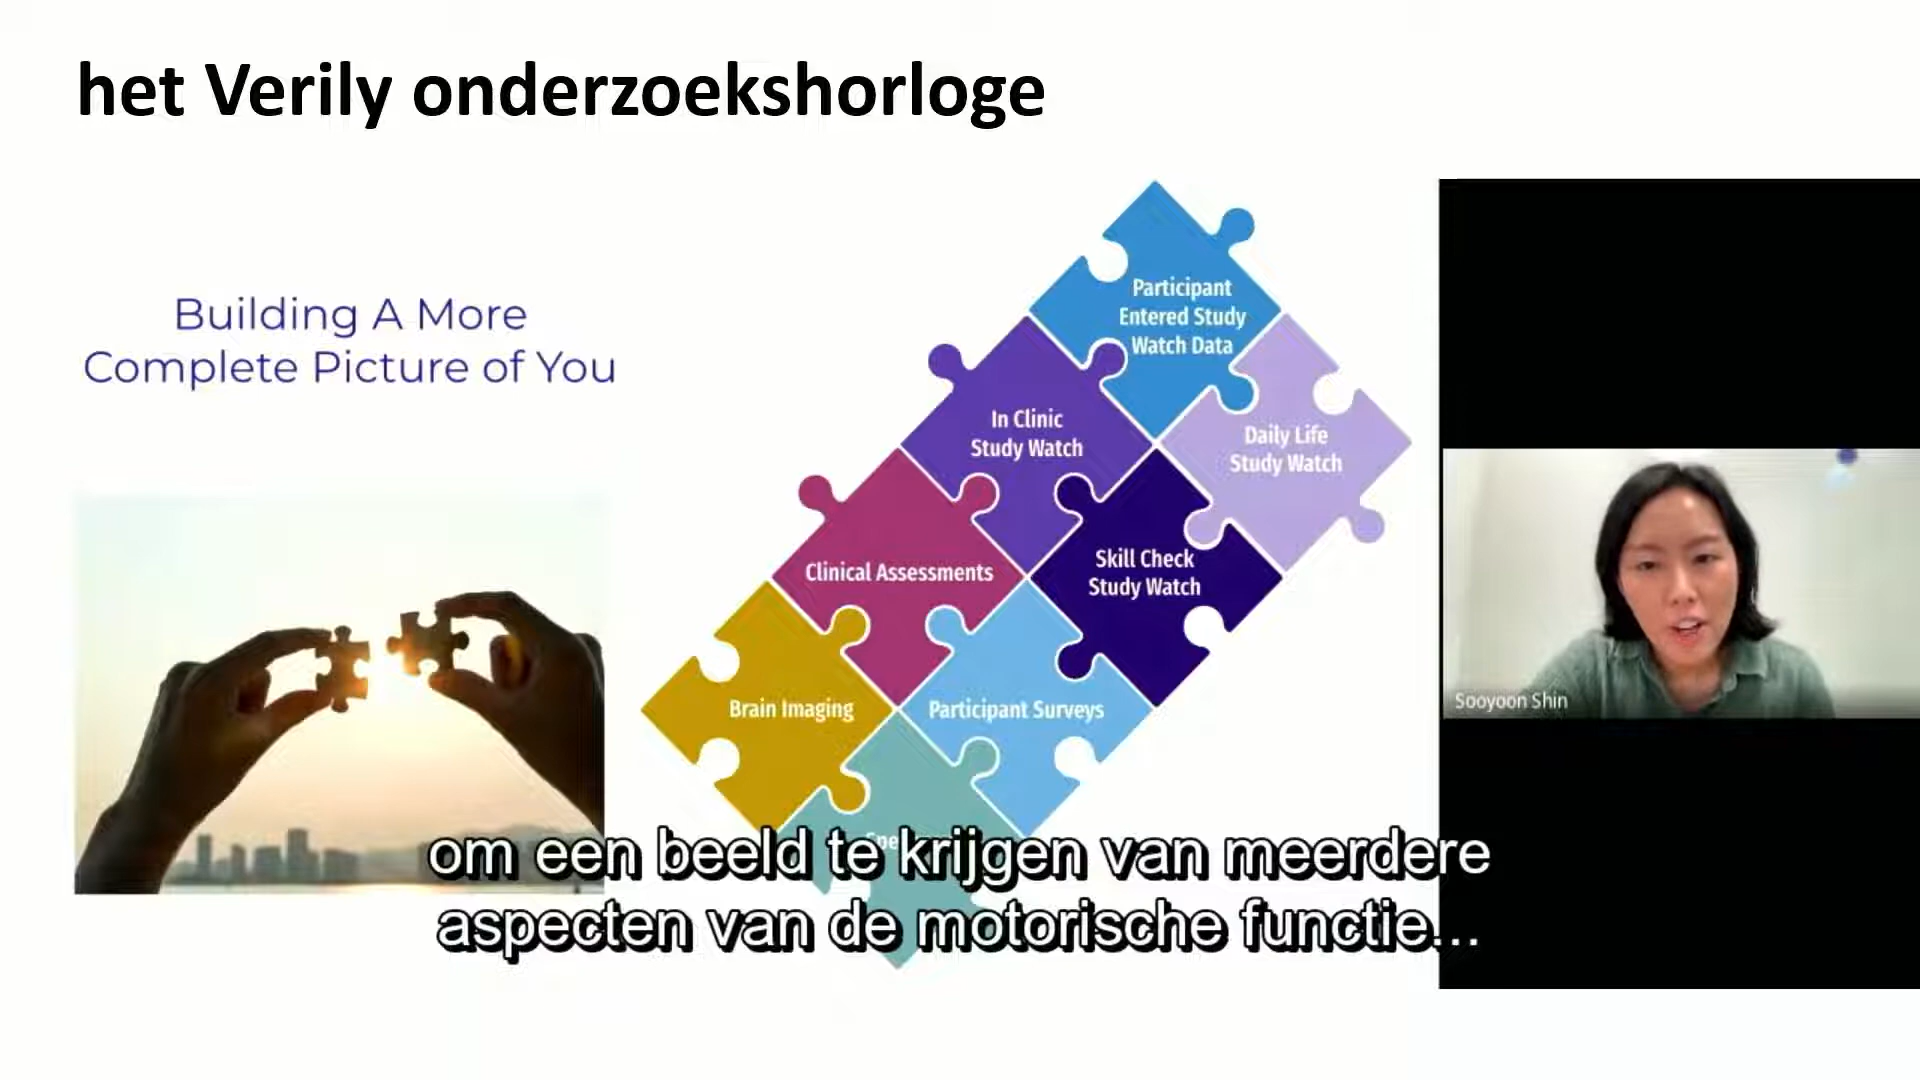 het Verily onderzoekshorloge
Building A More
Complete Picture of You
Participant
Entered Study
Watch Data
In Clinic
Study Watch
Daily Life
Study Watch
Clinical Assessments
Skill Check
Study Watch
Brain Imaging
Participant Surveys
Sooyoon Shin
om een beeld te krijgen van meerdere
aspecten van de motorische functie...